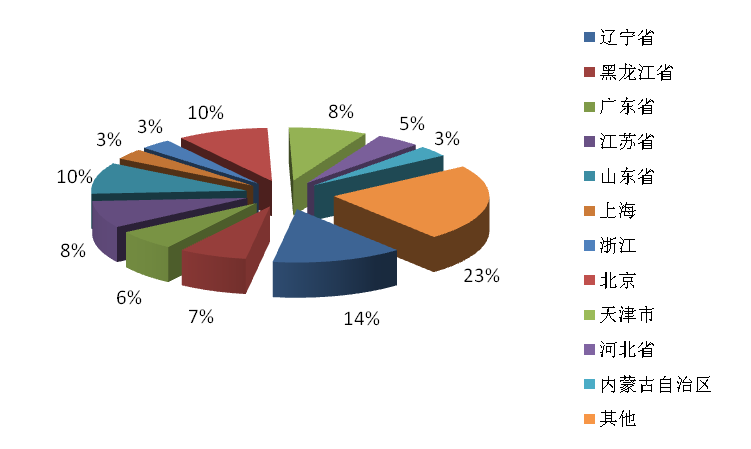 10%
8%
5%
3%
3%
3%
10%
8%
6%
7%
14%
23%
辽宁省
黑龙江省
广东省
江苏省
山东省
上海
浙江
北京
天津市
河北省
内蒙古自治区
其他